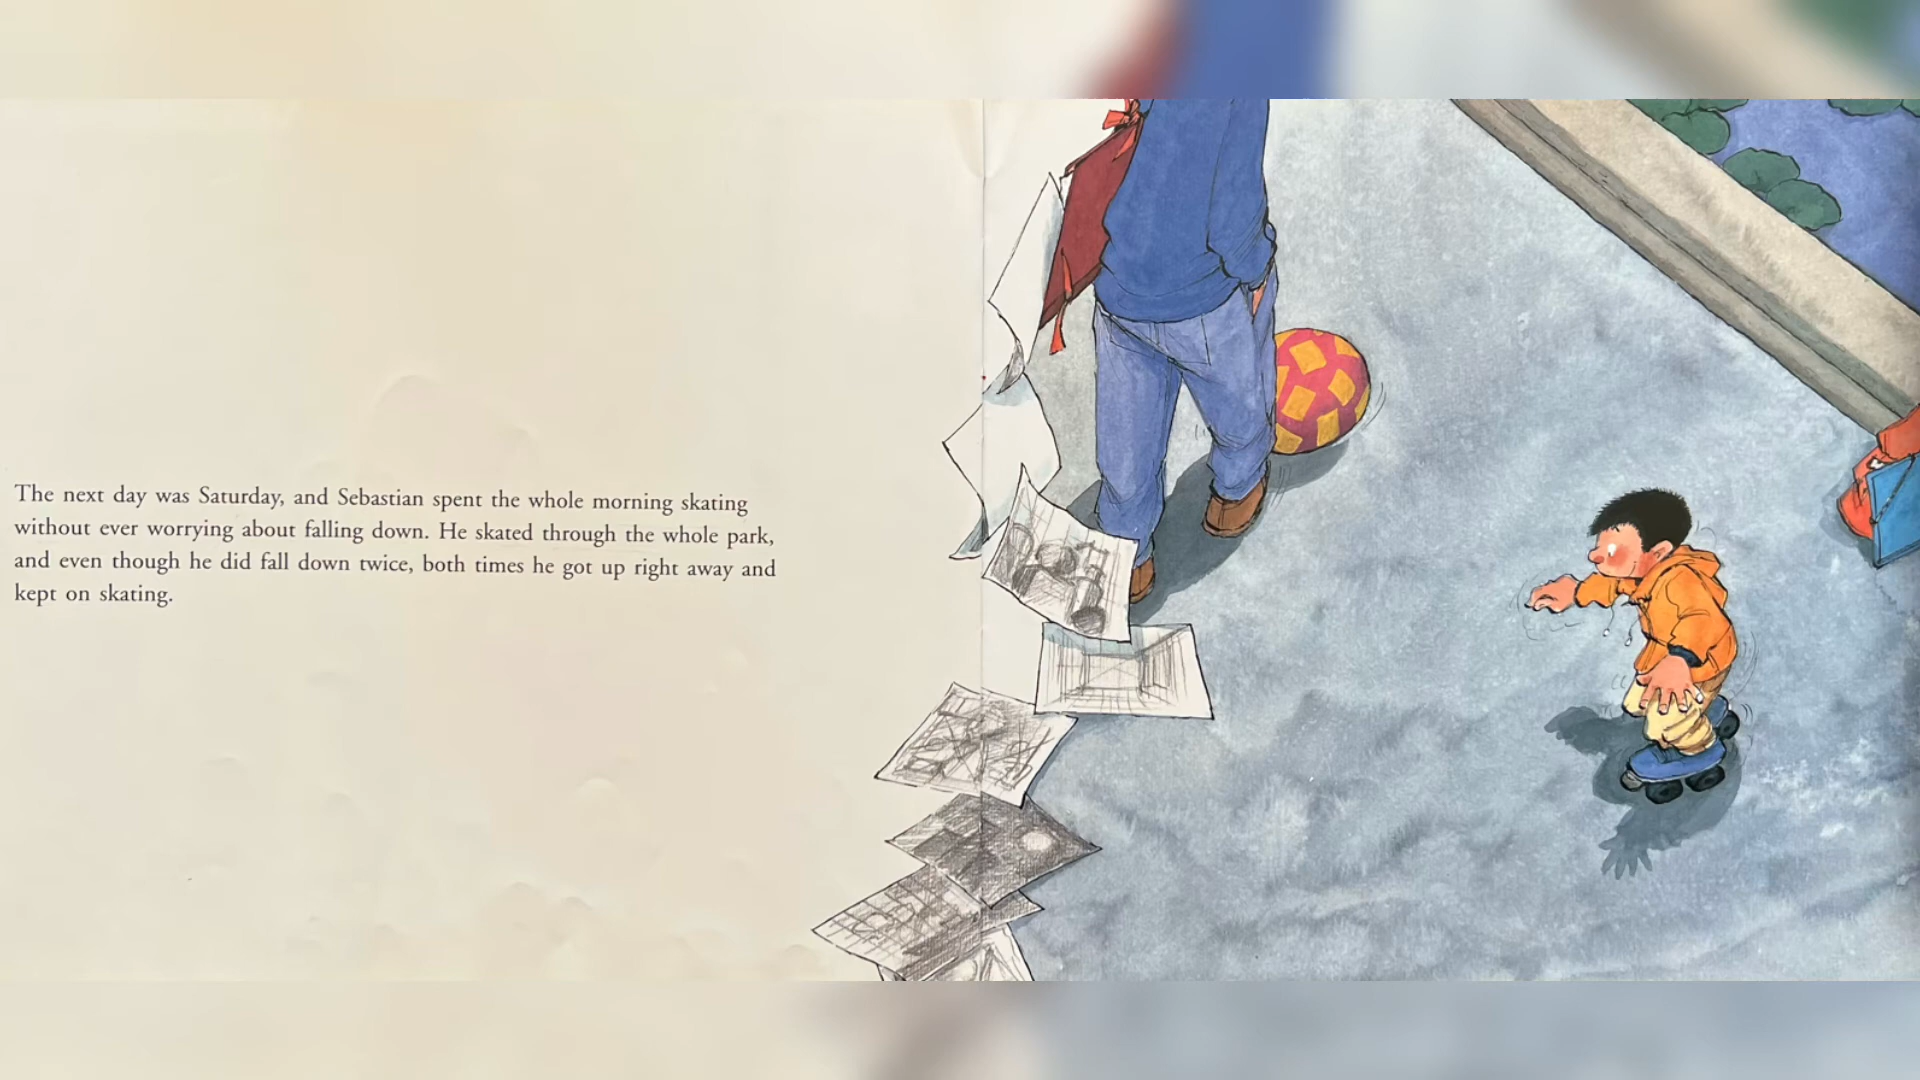 The next day was Saturday, and Sebastian spent the whole morning skating
without ever worrying about falling down. He skated through the whole park,
and even though he did fall down twice, both times he got up right away and
kept on skating.